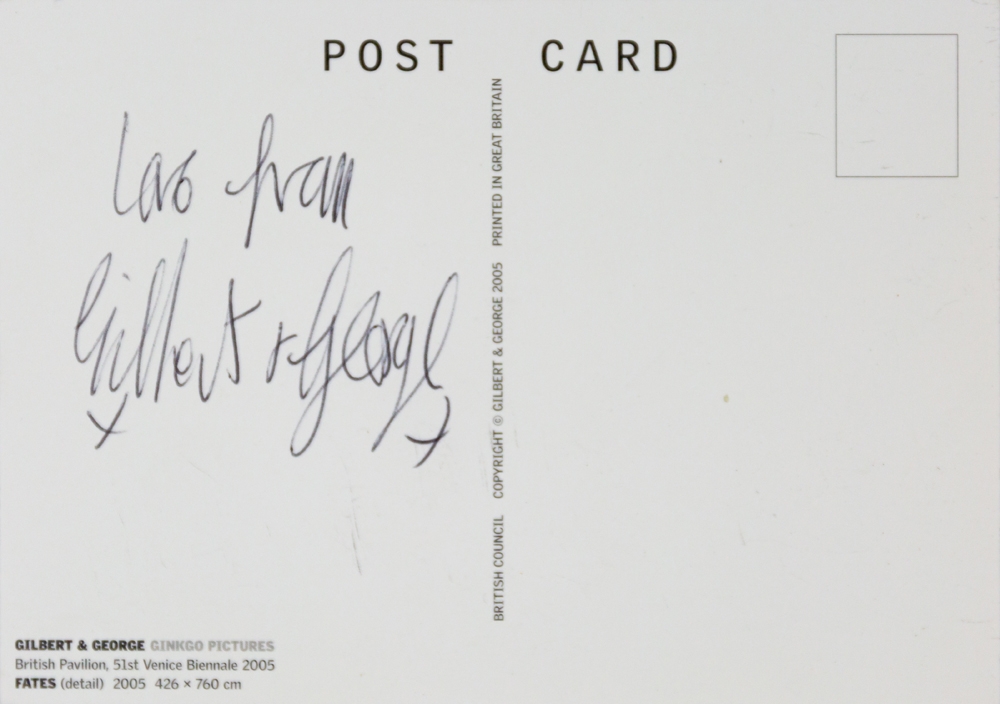 POST CARD
Love from
Gilbert + George
x x
BRITISH COUNCIL COPYRIGHT © GILBERT & GEORGE 2005 PRINTED IN GREAT BRITAIN
GILBERT & GEORGE GINKGO PICTURES
British Pavilion, 51st Venice Biennale 2005
FATES (detail) 2005 426 × 760 cm